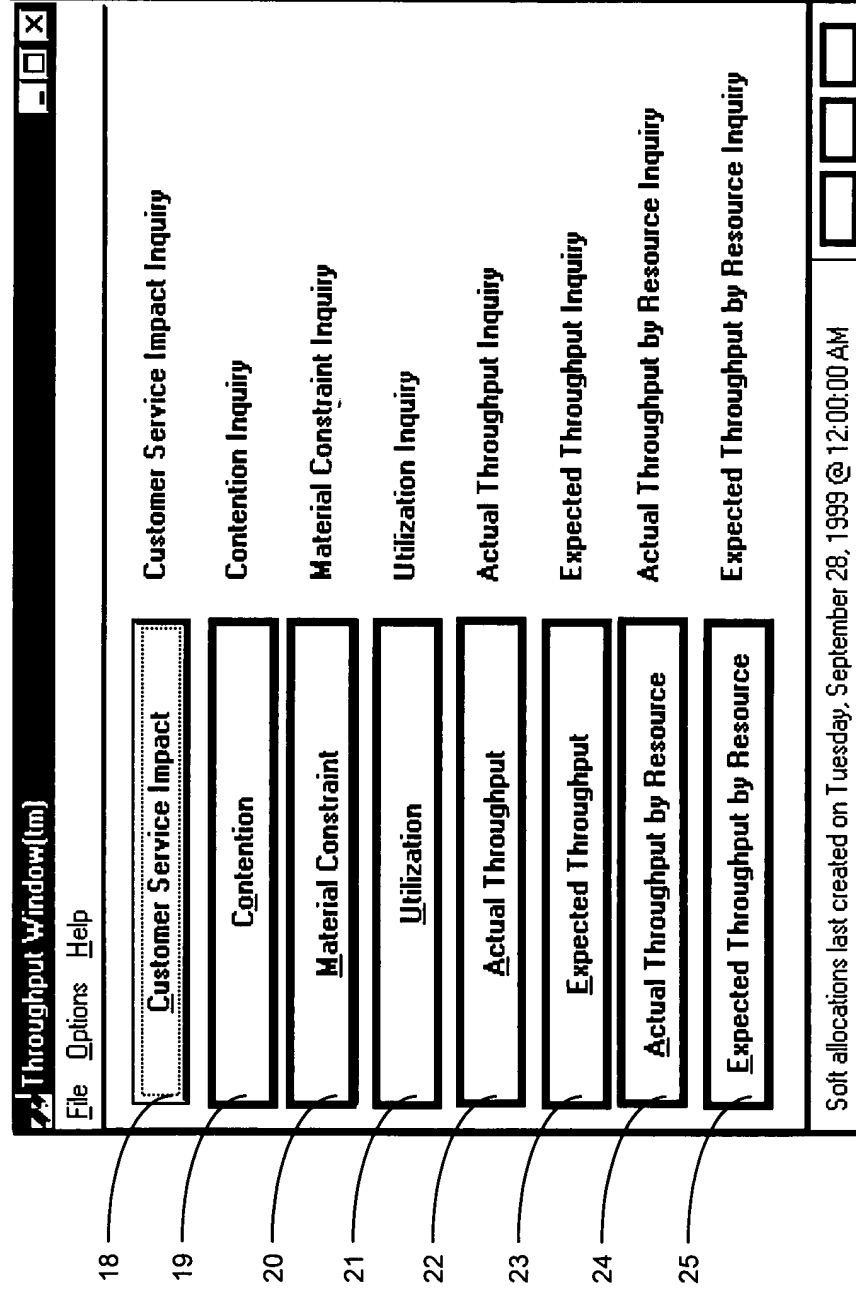 Throughput Window(tm)
File Options Help
18 Customer Service Impact Customer Service Impact Inquiry
19 Contention Contention Inquiry
20 Material Constraint Material Constraint Inquiry
21 Utilization Utilization Inquiry
22 Actual Throughput Actual Throughput Inquiry
23 Expected Throughput Expected Throughput Inquiry
24 Actual Throughput by Resource Actual Throughput by Resource Inquiry
25 Expected Throughput by Resource Expected Throughput by Resource Inquiry
Soft allocations last created on Tuesday, September 28, 1999 @ 12:00:00 AM